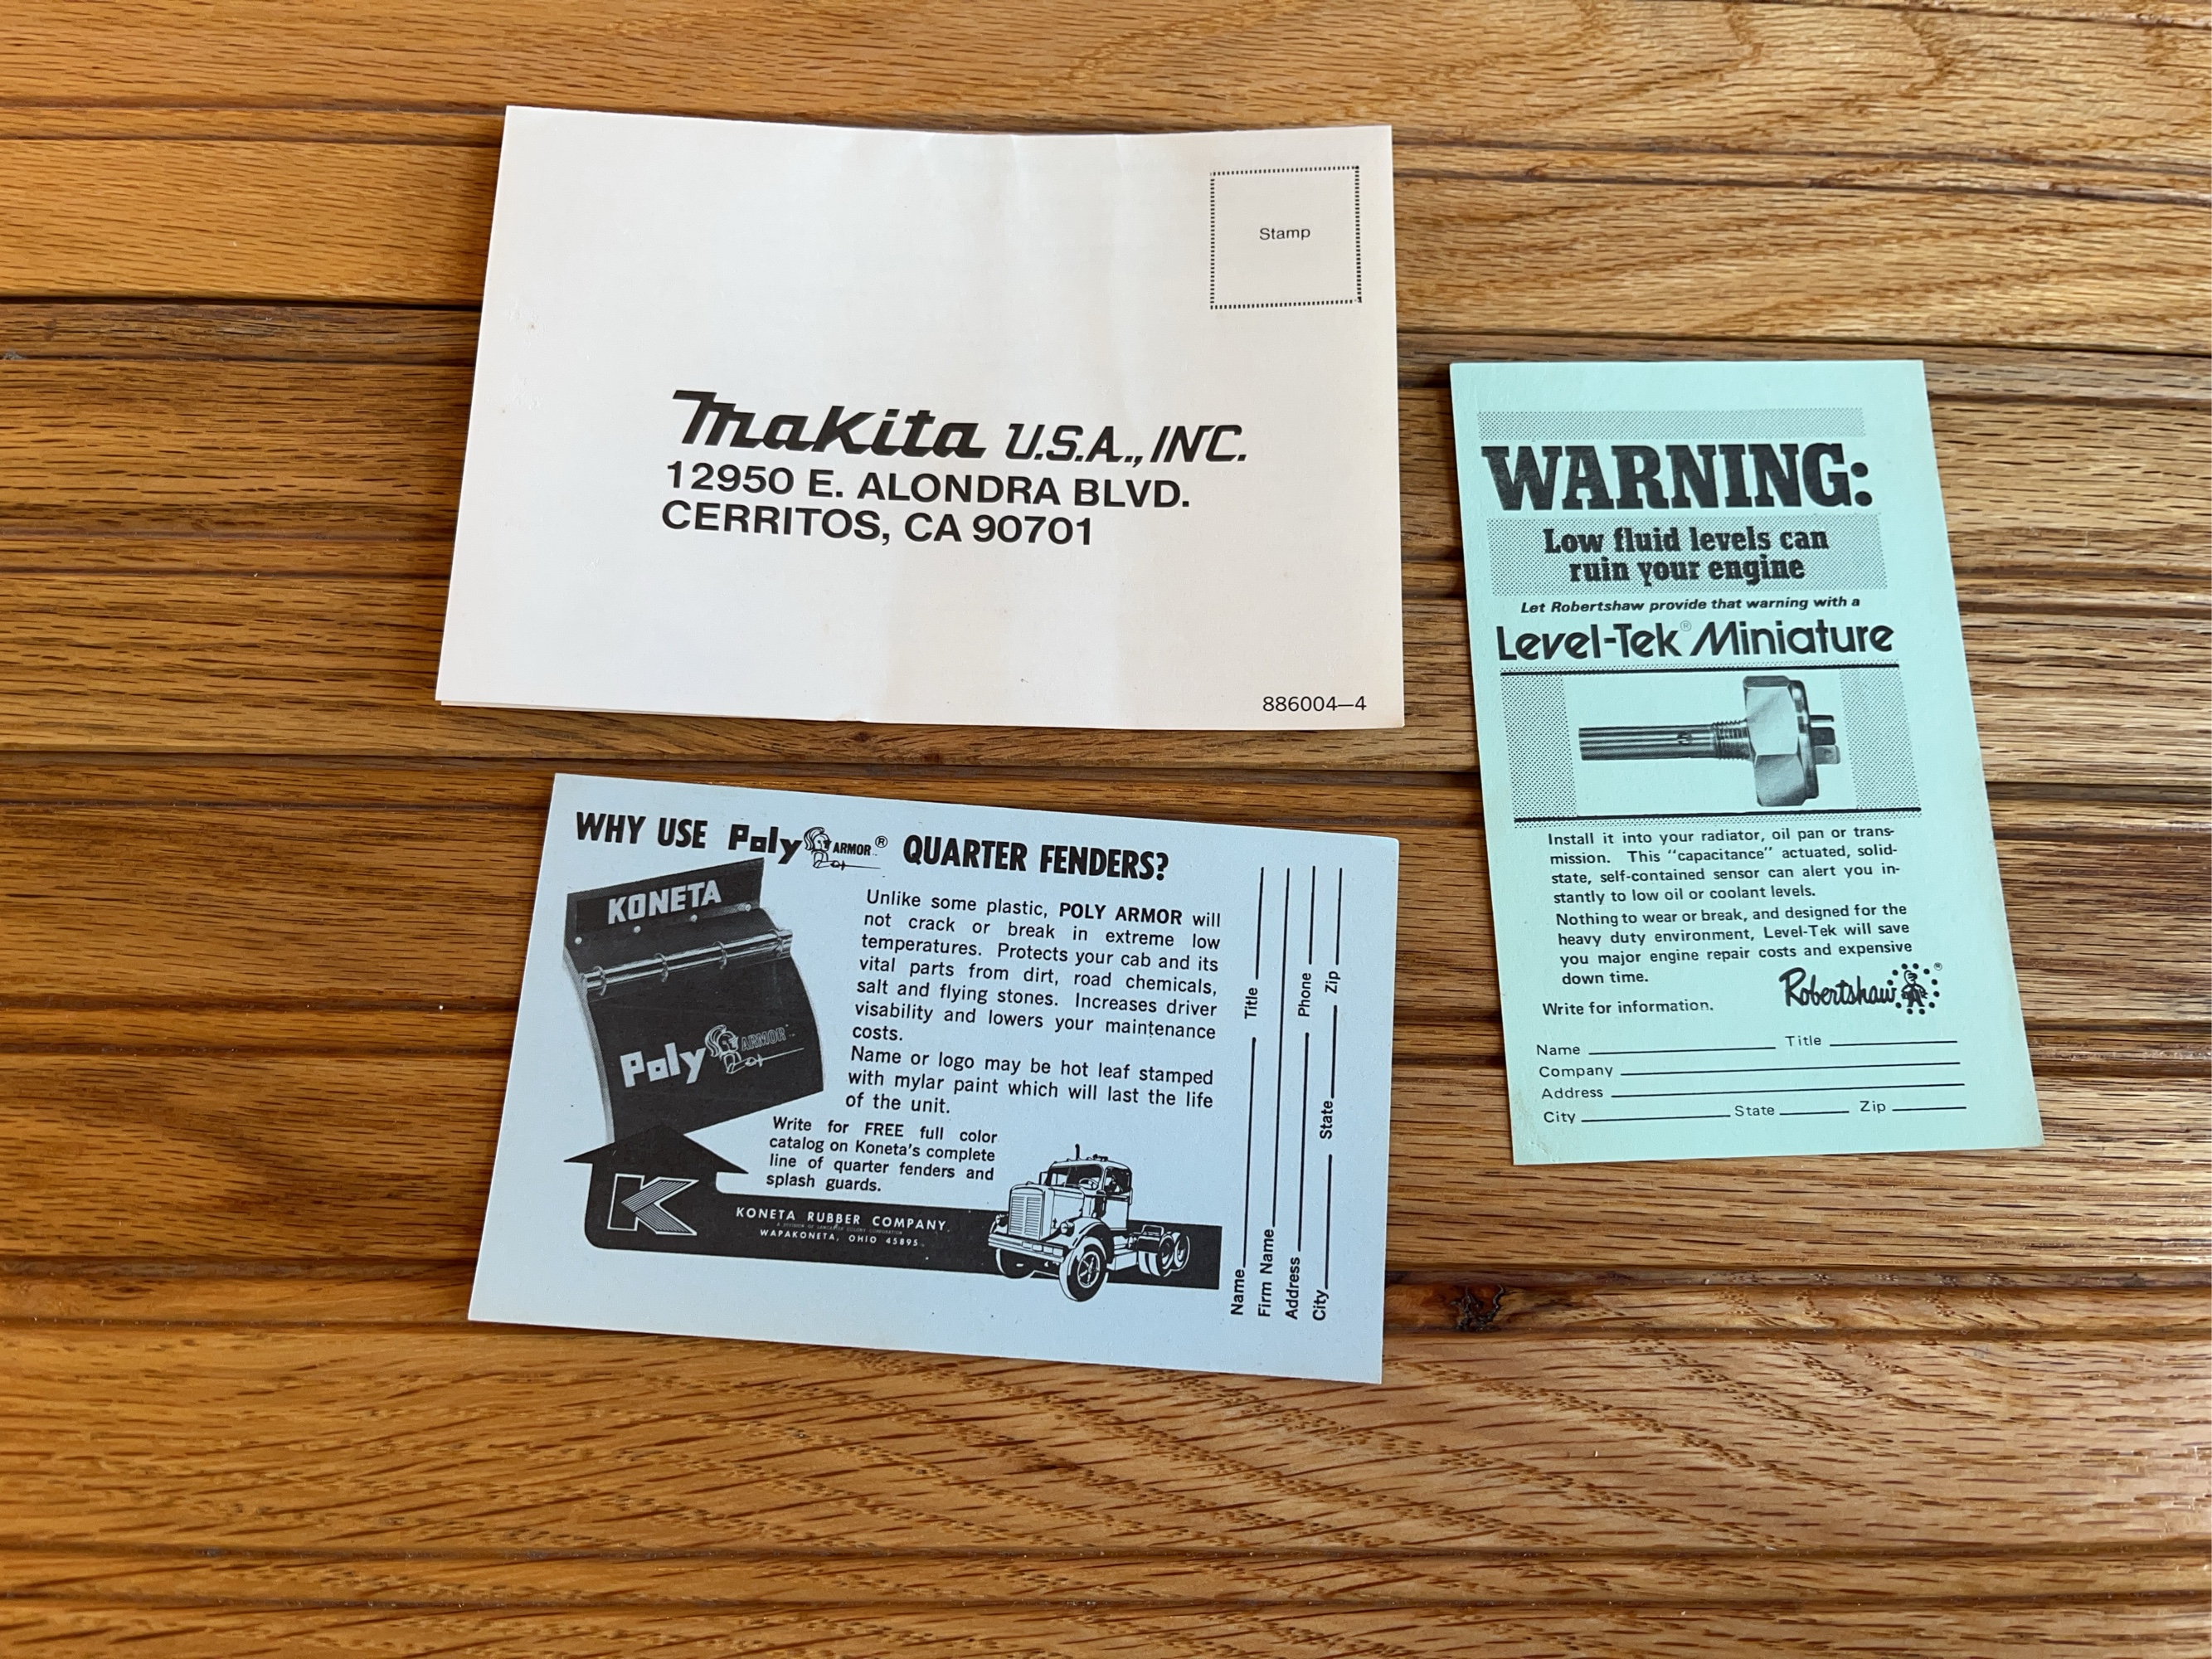 Stamp
Makita U.S.A., INC.
12950 E. ALONDRA BLVD.
CERRITOS, CA 90701
886004—4
WARNING:
Low fluid levels can
ruin your engine
Let Robertshaw provide that warning with a
Level-Tek® Miniature
Install it into your radiator, oil pan or trans-
mission. This "capacitance" actuated, solid-
state, self-contained sensor can alert you in-
stantly to low oil or coolant levels.
Nothing to wear or break, and designed for the
heavy duty environment, Level-Tek will save
you major engine repair costs and expensive
down time.
Write for information.
Robertshaw ®
Name Title
Company
Address
City State Zip
WHY USE Poly ARMOR® QUARTER FENDERS?
KONETA
Poly ARMOR
Unlike some plastic, POLY ARMOR will
not crack or break in extreme low
temperatures. Protects your cab and its
vital parts from dirt, road chemicals,
salt and flying stones. Increases driver
visability and lowers your maintenance
costs.
Name or logo may be hot leaf stamped
with mylar paint which will last the life
of the unit.
Write for FREE full color
catalog on Koneta's complete
line of quarter fenders and
splash guards.
K
KONETA RUBBER COMPANY
A DIVISION OF LANCASTER COLONY CORPORATION
WAPAKONETA, OHIO 45895
Name Title
Firm Name
Address Phone
City State Zip